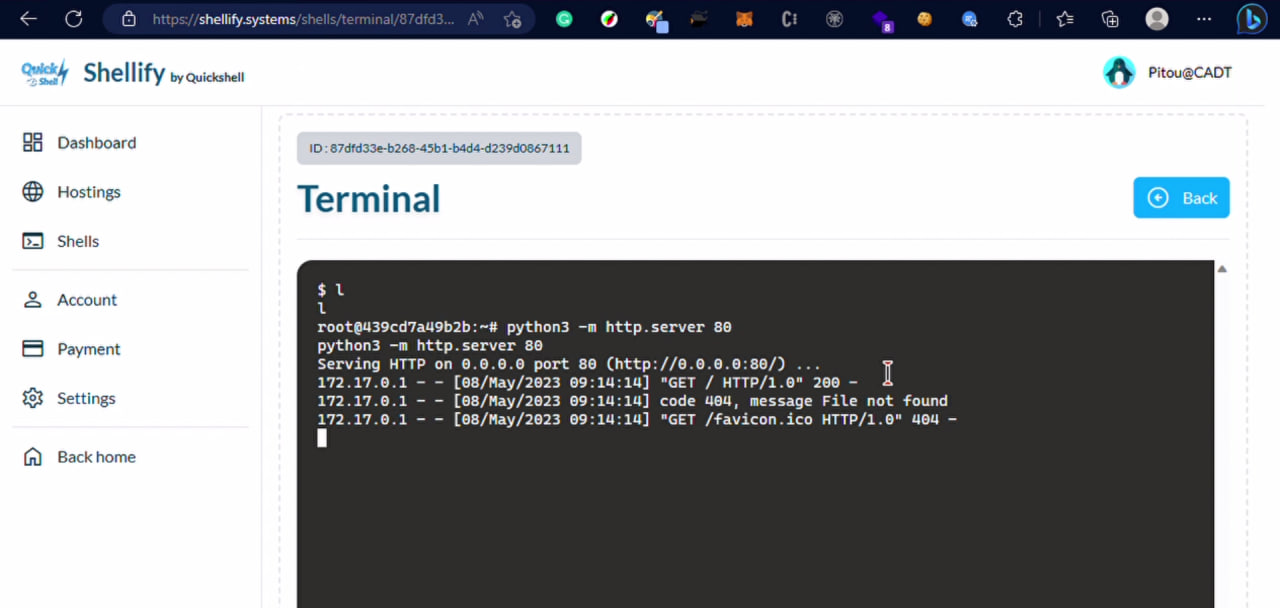 https://shellify.systems/shells/terminal/87dfd3...
8
Quick Shell
Shellify by Quickshell
Pitou@CADT
Dashboard
Hostings
Shells
Account
Payment
Settings
Back home
ID : 87dfd33e-b268-45b1-b4d4-d239d0867111
Terminal
Back
$ l
l
root@439cd7a49b2b:~# python3 -m http.server 80
python3 -m http.server 80
Serving HTTP on 0.0.0.0 port 80 (http://0.0.0.0:80/) ...
172.17.0.1 - - [08/May/2023 09:14:14] "GET / HTTP/1.0" 200 -
172.17.0.1 - - [08/May/2023 09:14:14] code 404, message File not found
172.17.0.1 - - [08/May/2023 09:14:14] "GET /favicon.ico HTTP/1.0" 404 -